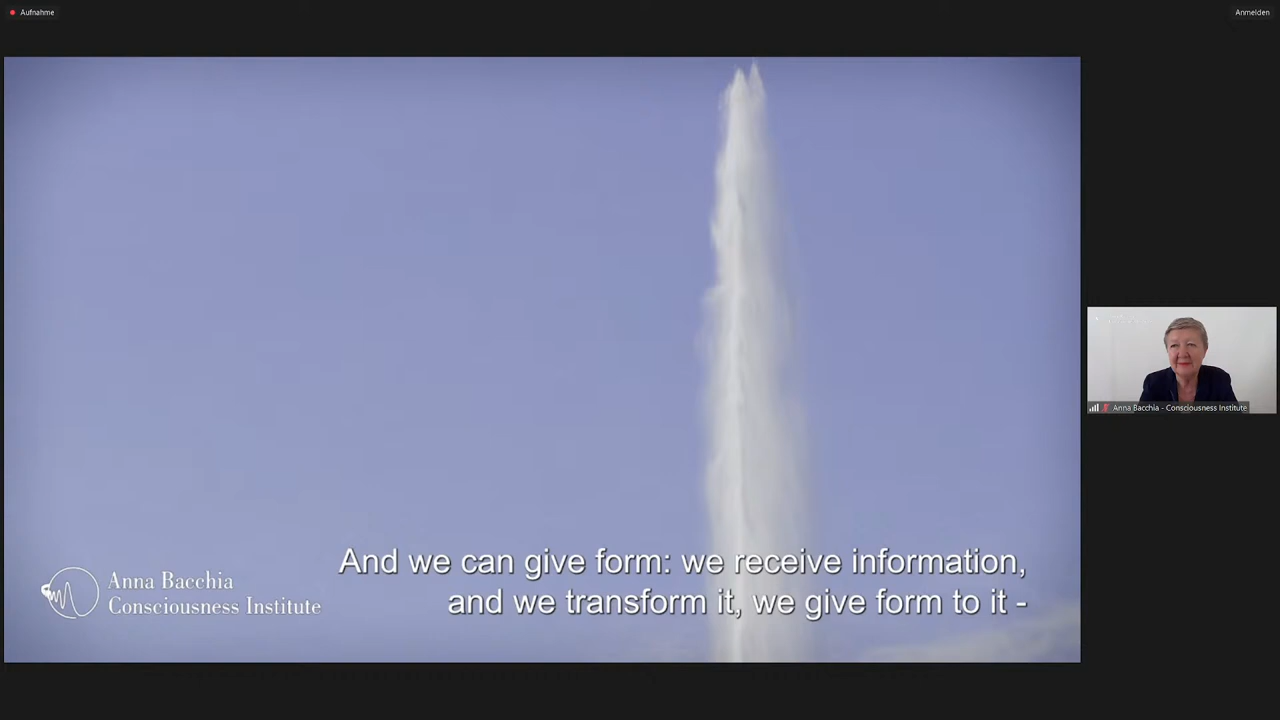 Aufnahme
Anmelden
And we can give form: we receive information,
and we transform it, we give form to it -
Anna Bacchia
Consciousness Institute
Anna Bacchia - Consciousness Institute